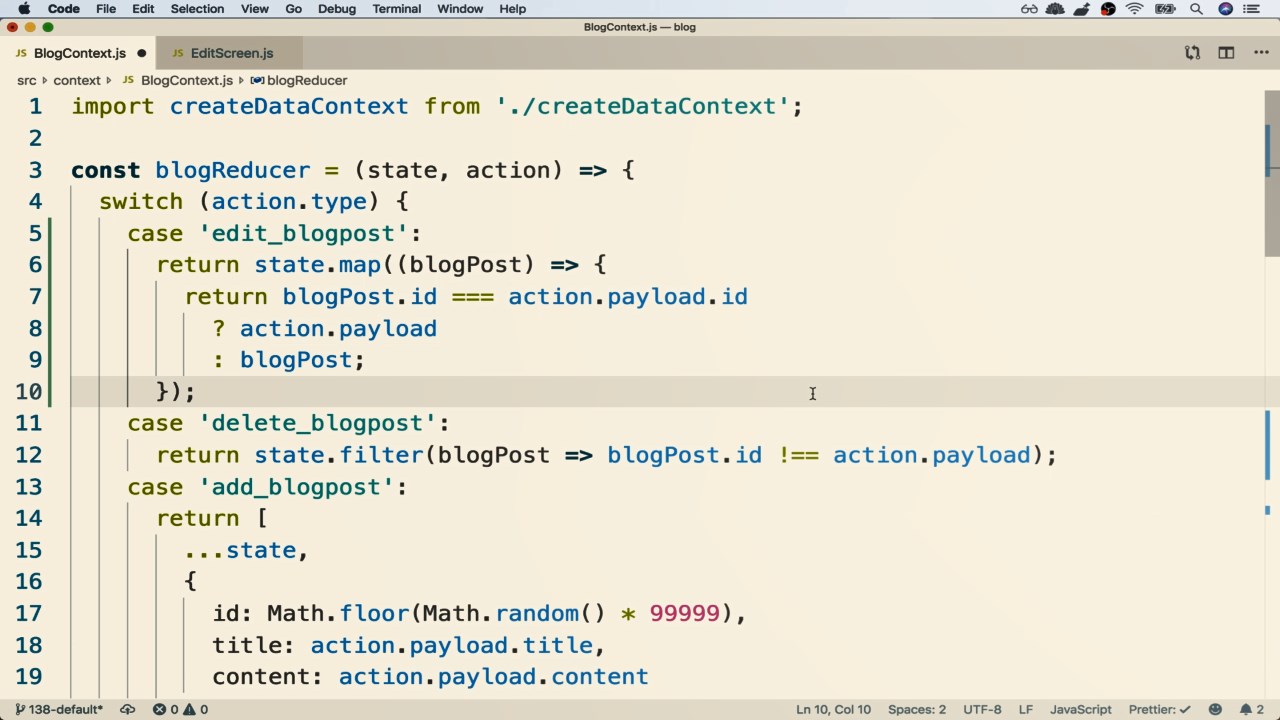 Code File Edit Selection View Go Debug Terminal Window Help
BlogContext.js — blog
JS BlogContext.js ● JS EditScreen.js
src context JS BlogContext.js blogReducer
1 import createDataContext from './createDataContext';
2
3 const blogReducer = (state, action) => {
4 switch (action.type) {
5 case 'edit_blogpost':
6 return state.map((blogPost) => {
7 return blogPost.id === action.payload.id
8 ? action.payload
9 : blogPost;
10 });
11 case 'delete_blogpost':
12 return state.filter(blogPost => blogPost.id !== action.payload);
13 case 'add_blogpost':
14 return [
15 ...state,
16 {
17 id: Math.floor(Math.random() * 99999),
18 title: action.payload.title,
19 content: action.payload.content
138-default* 0 0 Ln 10, Col 10 Spaces: 2 UTF-8 LF JavaScript Prettier: ✓ 2